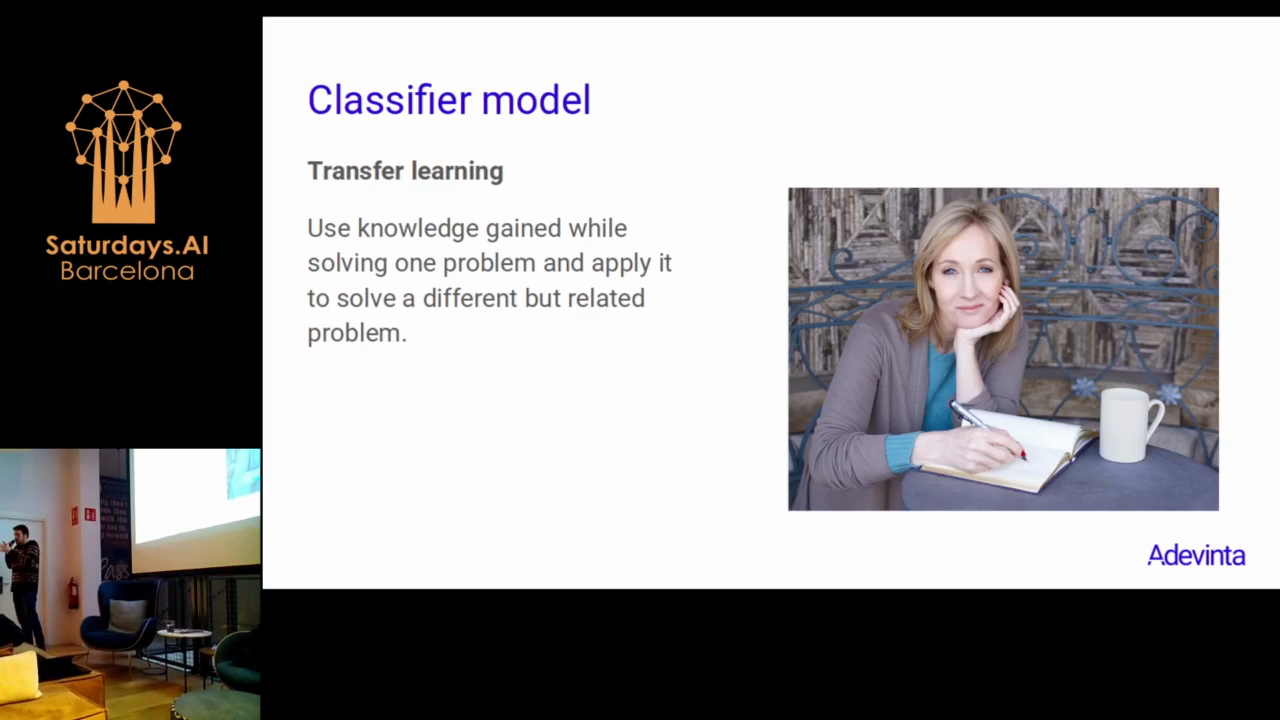 Saturdays.AI
Barcelona
Classifier model
Transfer learning
Use knowledge gained while
solving one problem and apply it
to solve a different but related
problem.
Adevinta